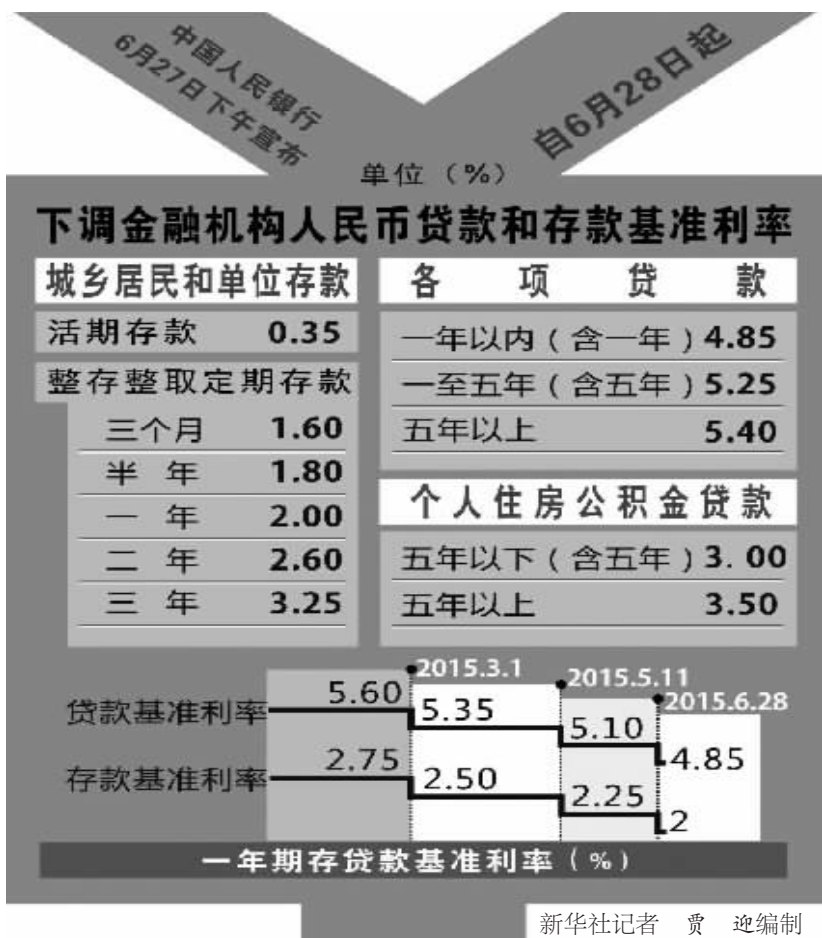 中国人民银行
6月27日下午宣布
自6月28日起
单位（%）
下调金融机构人民币贷款和存款基准利率
城乡居民和单位存款
活期存款 0.35
整存整取定期存款
三个月 1.60
半年 1.80
一年 2.00
二年 2.60
三年 3.25
各项贷款
一年以内（含一年）4.85
一至五年（含五年）5.25
五年以上 5.40
个人住房公积金贷款
五年以下（含五年）3.00
五年以上 3.50
2015.3.1
2015.5.11
2015.6.28
贷款基准利率 5.60 5.35 5.10 4.85
存款基准利率 2.75 2.50 2.25 2
一年期存贷款基准利率（%）
新华社记者 贾 迎编制